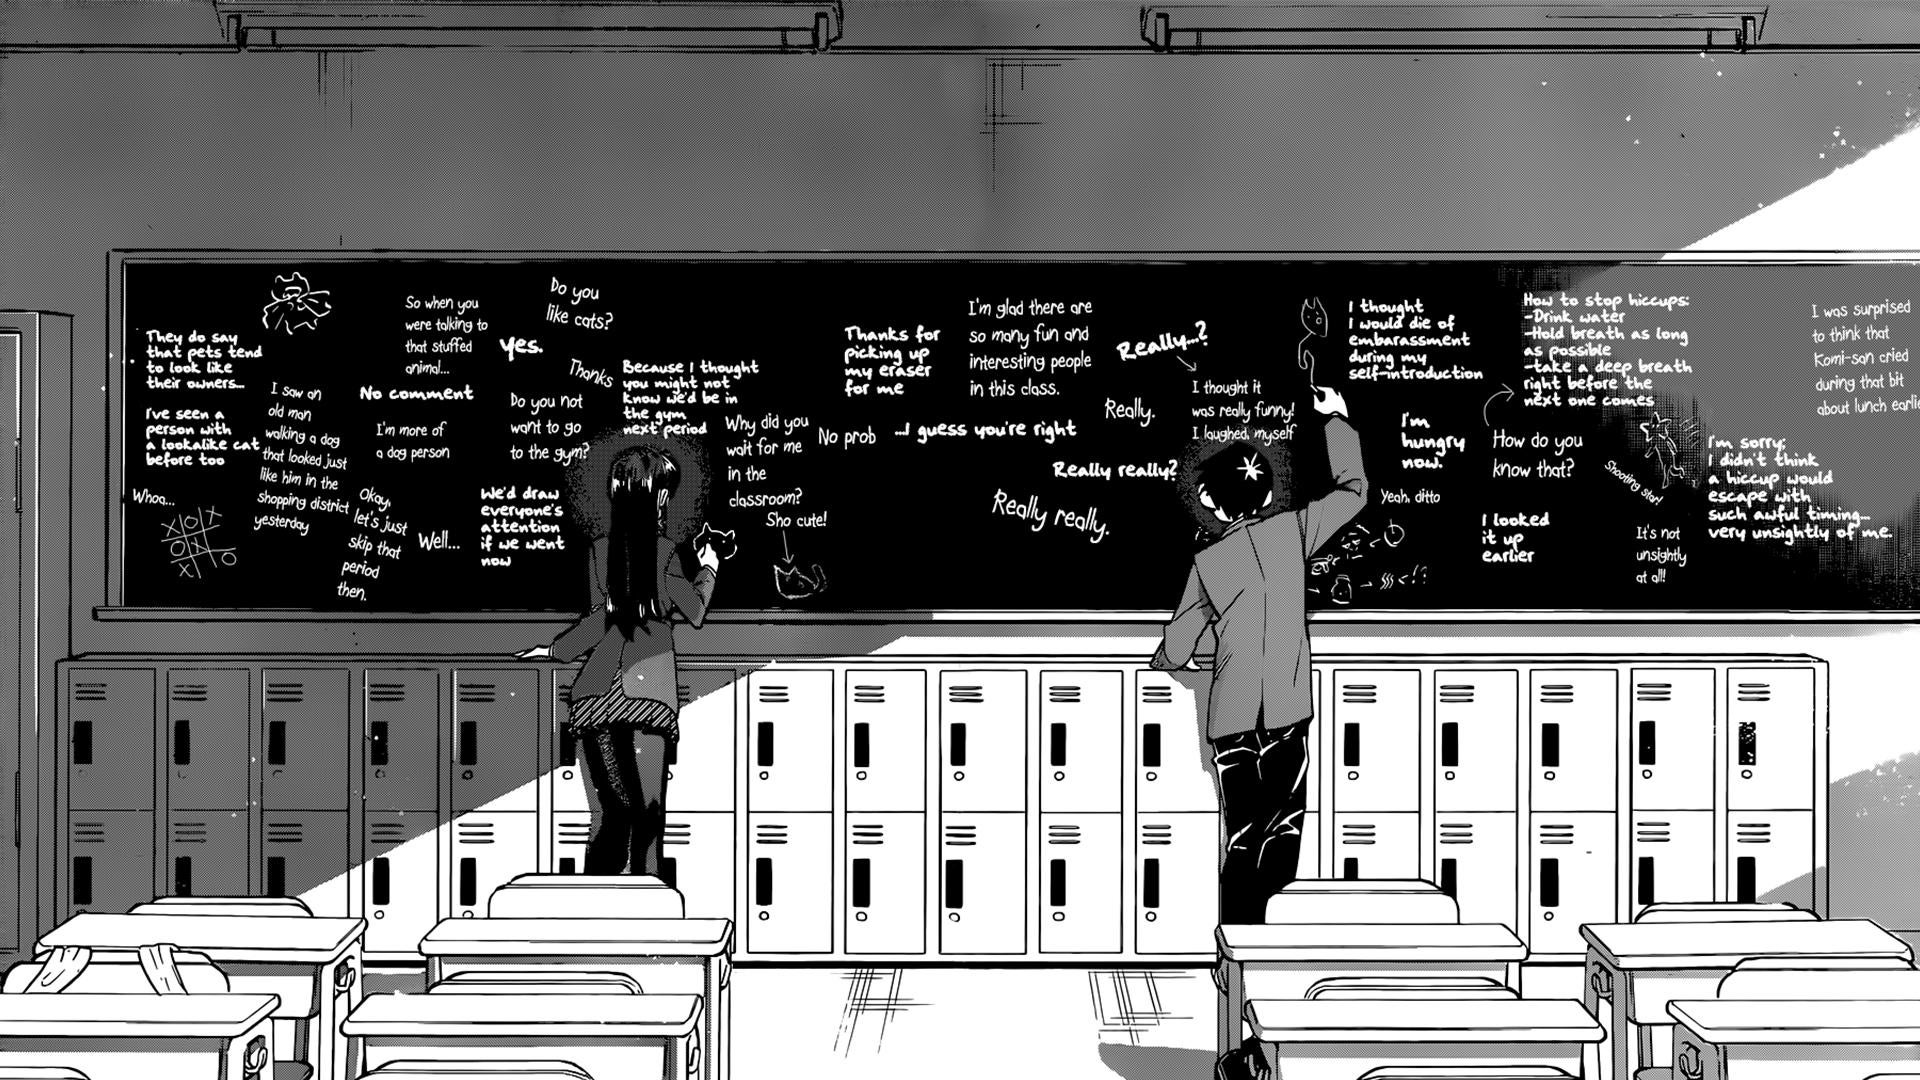 They do say
that pets tend
to look like
their owners...
I've seen a
person with
a lookalike cat
before too
Whoa...
X O X
O X
X O
I saw an
old man
walking a dog
that looked just
like him in the
shopping district
yesterday
Okay,
let's just
skip that
period
then.
So when you
were talking to
that stuffed
animal...
No comment
I'm more of
a dog person
Well...
Yes.
Do you
like cats?
Thanks
Do you not
want to go
to the gym?
We'd draw
everyone's
attention
if we went
now
Because I thought
you might not
know we'd be in
the gym
next period
Why did you
wait for me
in the
classroom?
Sho cute!
No prob
Thanks for
picking up
my eraser
for me
...I guess you're right
I'm glad there are
so many fun and
interesting people
in this class.
Really...?
Really.
Really really?
Really really.
I thought it
was really funny!
I laughed, myself
I thought
I would die of
embarassment
during my
self-introduction
I'm
hungry
now.
Yeah, ditto
How to stop hiccups:
-Drink water
-Hold breath as long
as possible
-take a deep breath
right before the
next one comes
How do you
know that?
I looked
it up
earlier
Shooting star!
It's not
unsightly
at all!
I'm sorry;
I didn't think
a hiccup would
escape with
such awful timing...
very unsightly of me.
I was surprised
to think that
Komi-san cried
during that bit
about lunch earlie